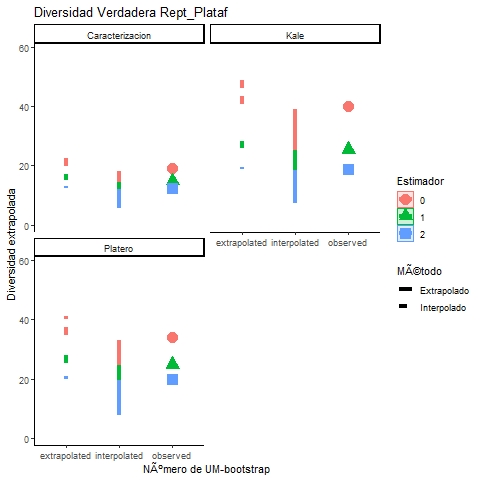 Diversidad Verdadera Rept_Plataf
Caracterizacion
Kale
60
40
20
0
extrapolated interpolated observed
Platero
60
40
20
0
extrapolated interpolated observed
Diversidad extrapolada
NÃºmero de UM-bootstrap
Estimador
0
1
2
MÃ©todo
Extrapolado
Interpolado